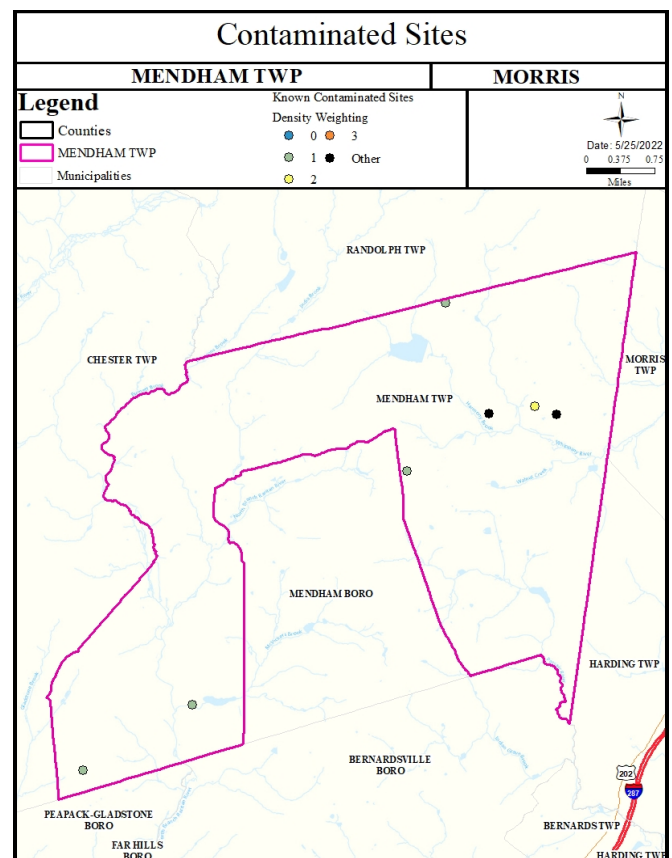 Contaminated Sites
MENDHAM TWP
MORRIS
Legend
Counties
MENDHAM TWP
Municipalities
Known Contaminated Sites
Density Weighting
0
3
1
Other
2
N
Date: 5/25/2022
0 0.375 0.75
Miles
RANDOLPH TWP
CHESTER TWP
MORRIS
TWP
MENDHAM TWP
MENDHAM BORO
HARDING TWP
BERNARDSVILLE
BORO
202
287
PEAPACK-GLADSTONE
BORO
BERNARDS TWP
FAR HILLS
BORO
HARDING TWP